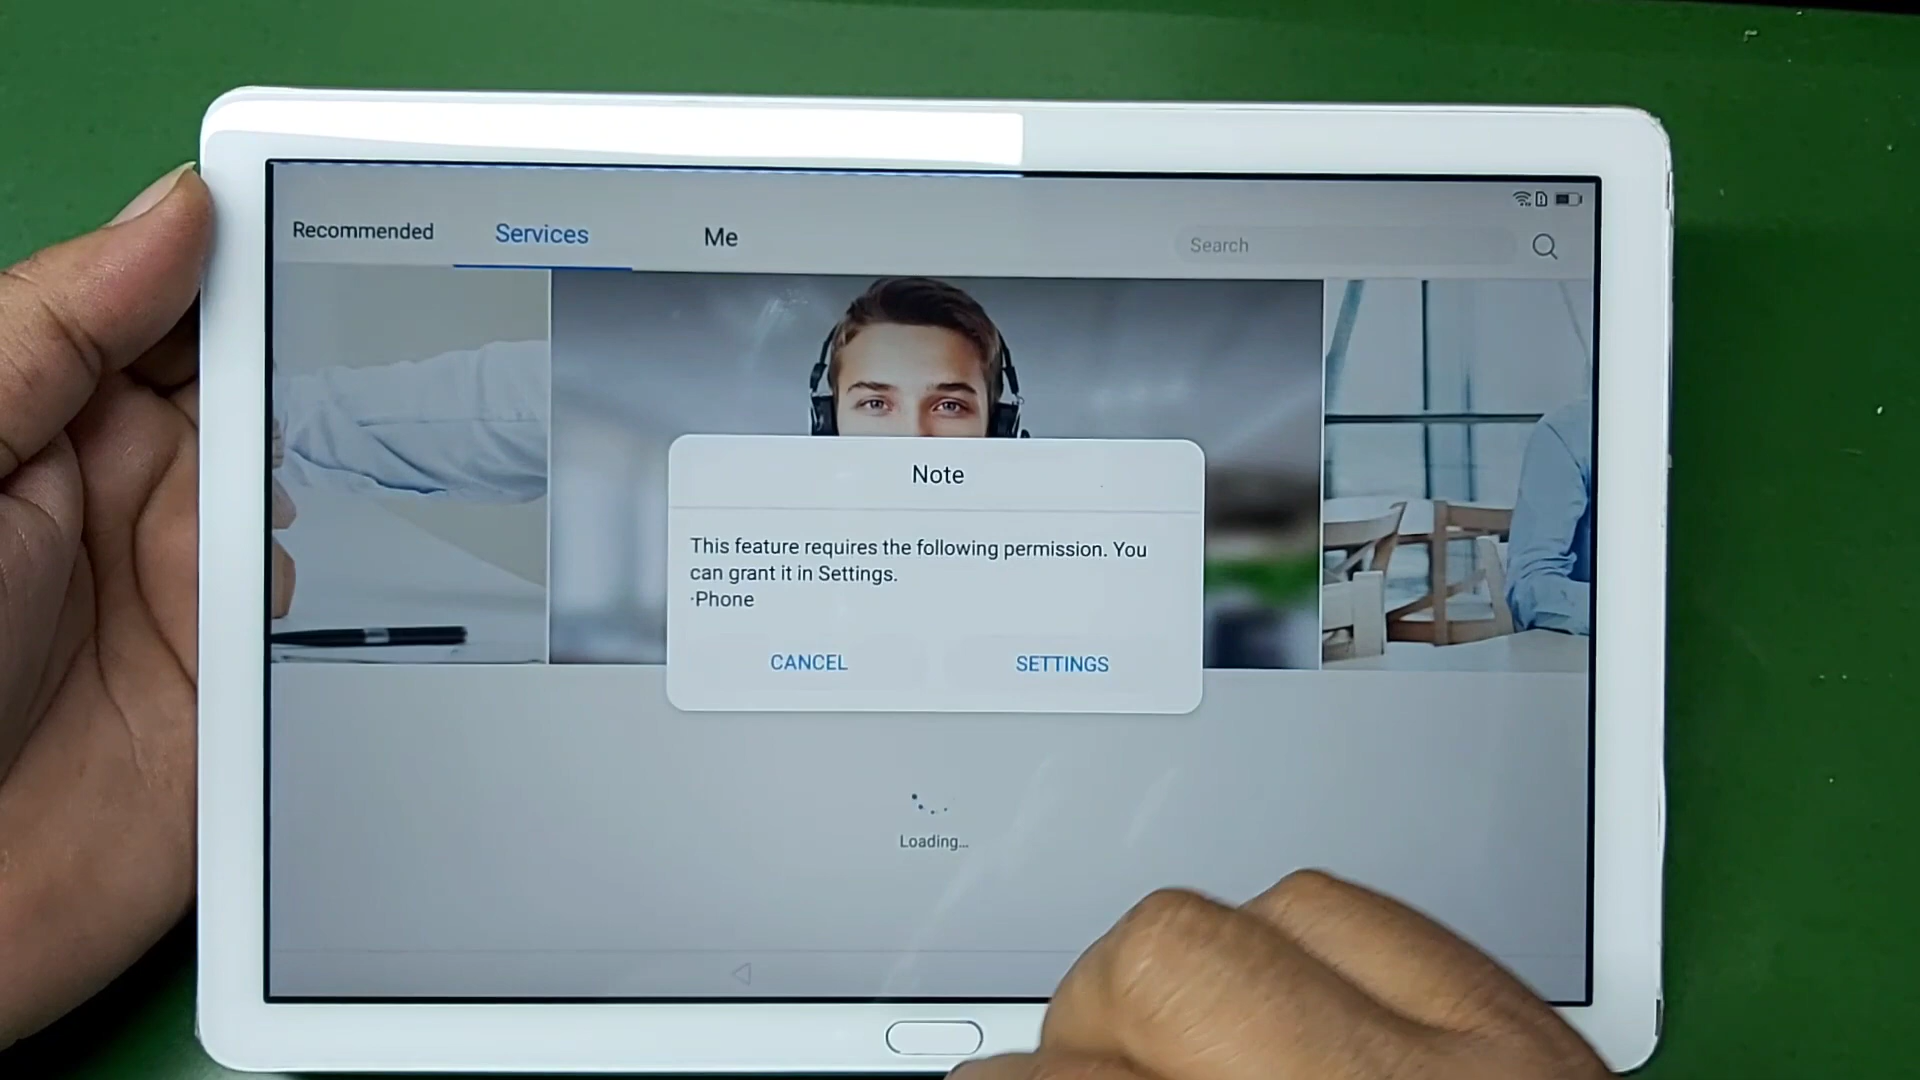 Recommended
Services
Me
Search
Note
This feature requires the following permission. You
can grant it in Settings.
·Phone
CANCEL
SETTINGS
Loading...